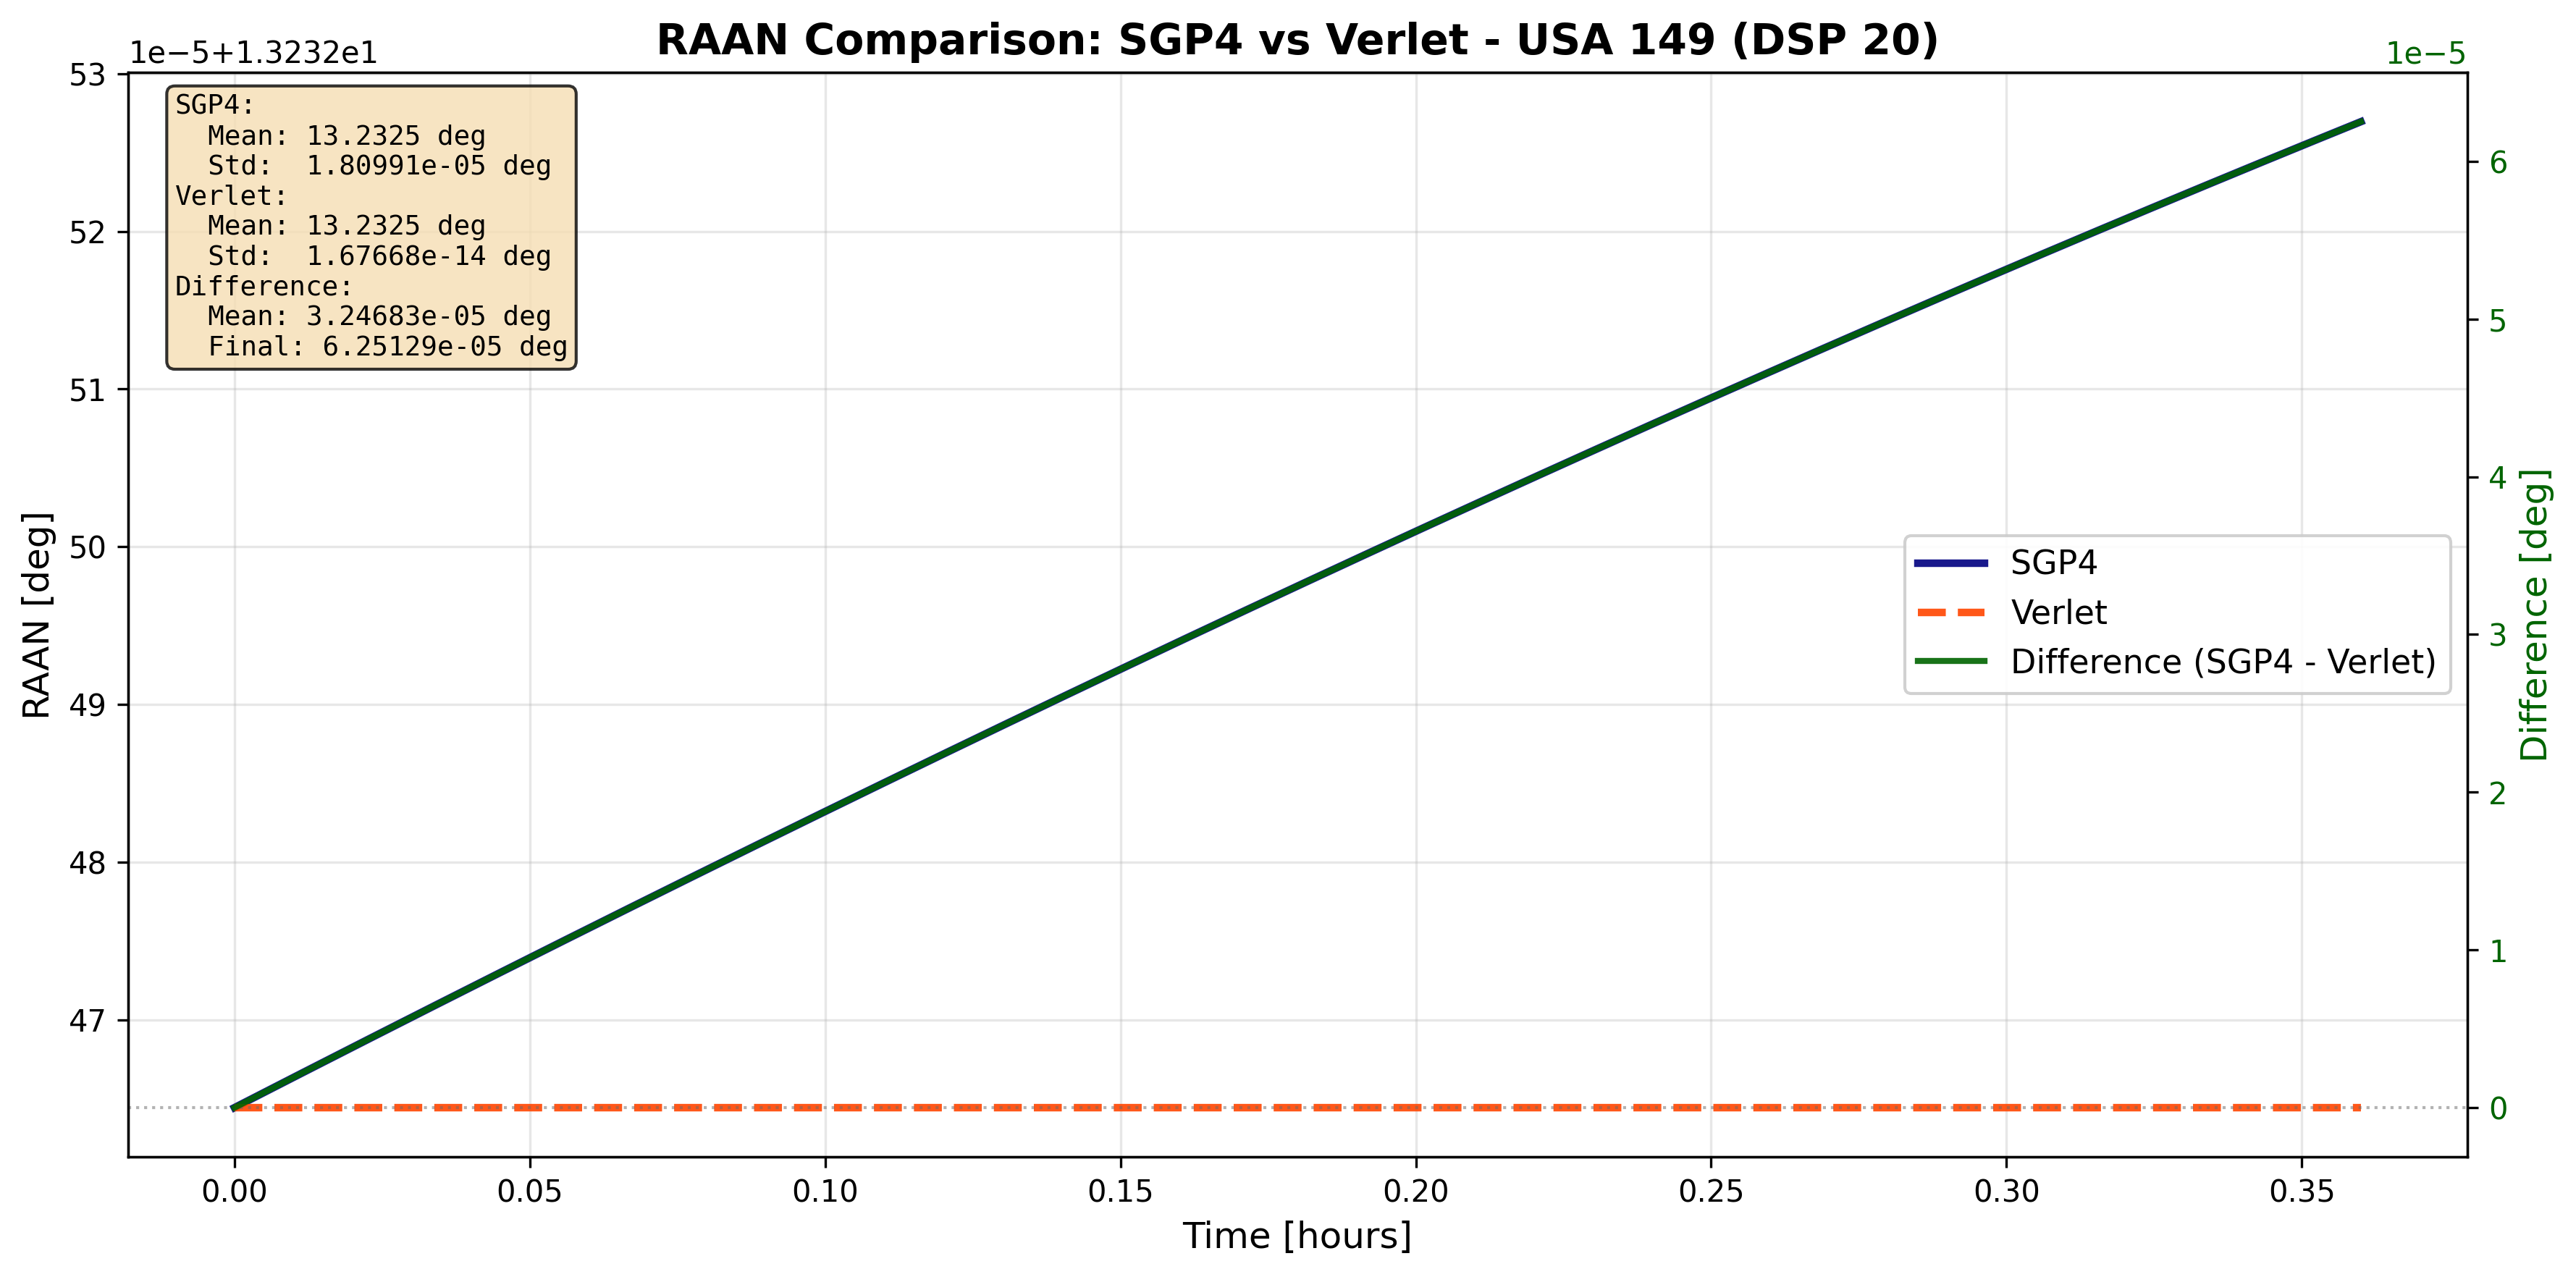 RAAN Comparison: SGP4 vs Verlet - USA 149 (DSP 20)
1e−5+1.3232e1
1e−5
SGP4:
Mean: 13.2325 deg
Std: 1.80991e-05 deg
Verlet:
Mean: 13.2325 deg
Std: 1.67668e-14 deg
Difference:
Mean: 3.24683e-05 deg
Final: 6.25129e-05 deg
53
52
51
50
49
48
47
RAAN [deg]
SGP4
Verlet
Difference (SGP4 - Verlet)
6
5
4
3
2
1
0
Difference [deg]
0.00 0.05 0.10 0.15 0.20 0.25 0.30 0.35
Time [hours]